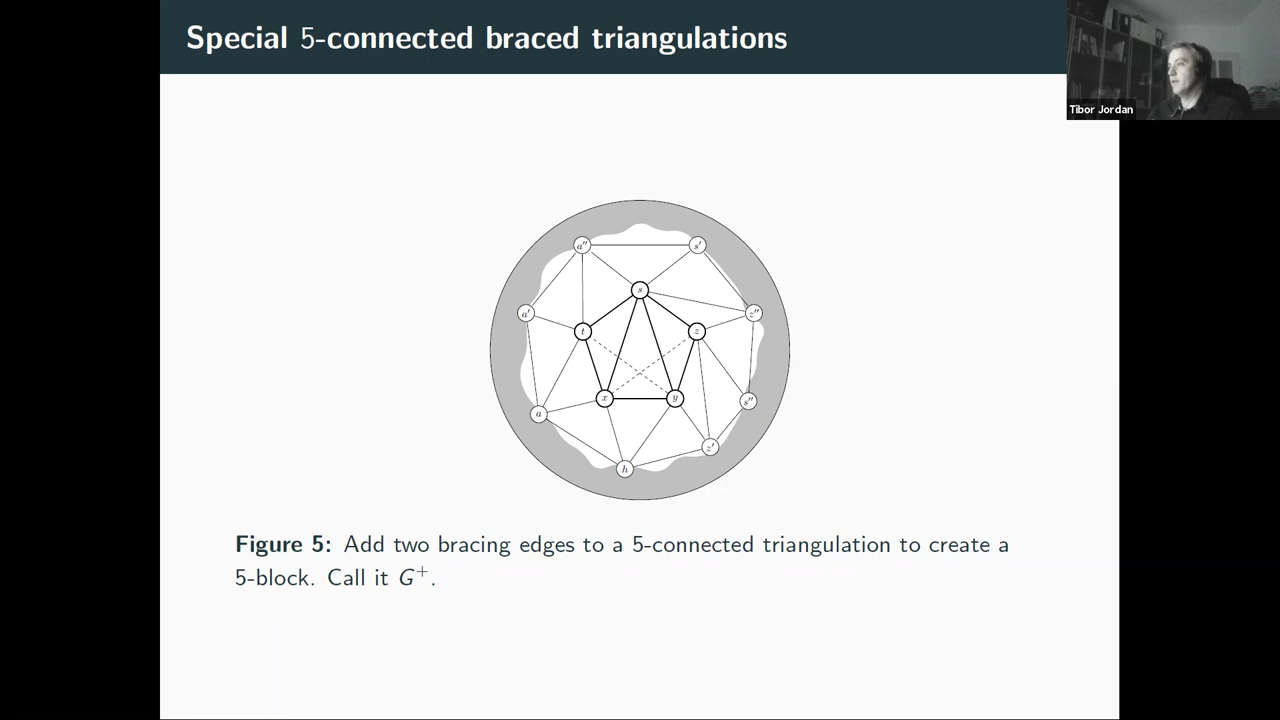 Special 5-connected braced triangulations
Tibor Jordan
a'' s'
s
a' z''
t z
x y
a s''
z'
h
Figure 5: Add two bracing edges to a 5-connected triangulation to create a
5-block. Call it G⁺.